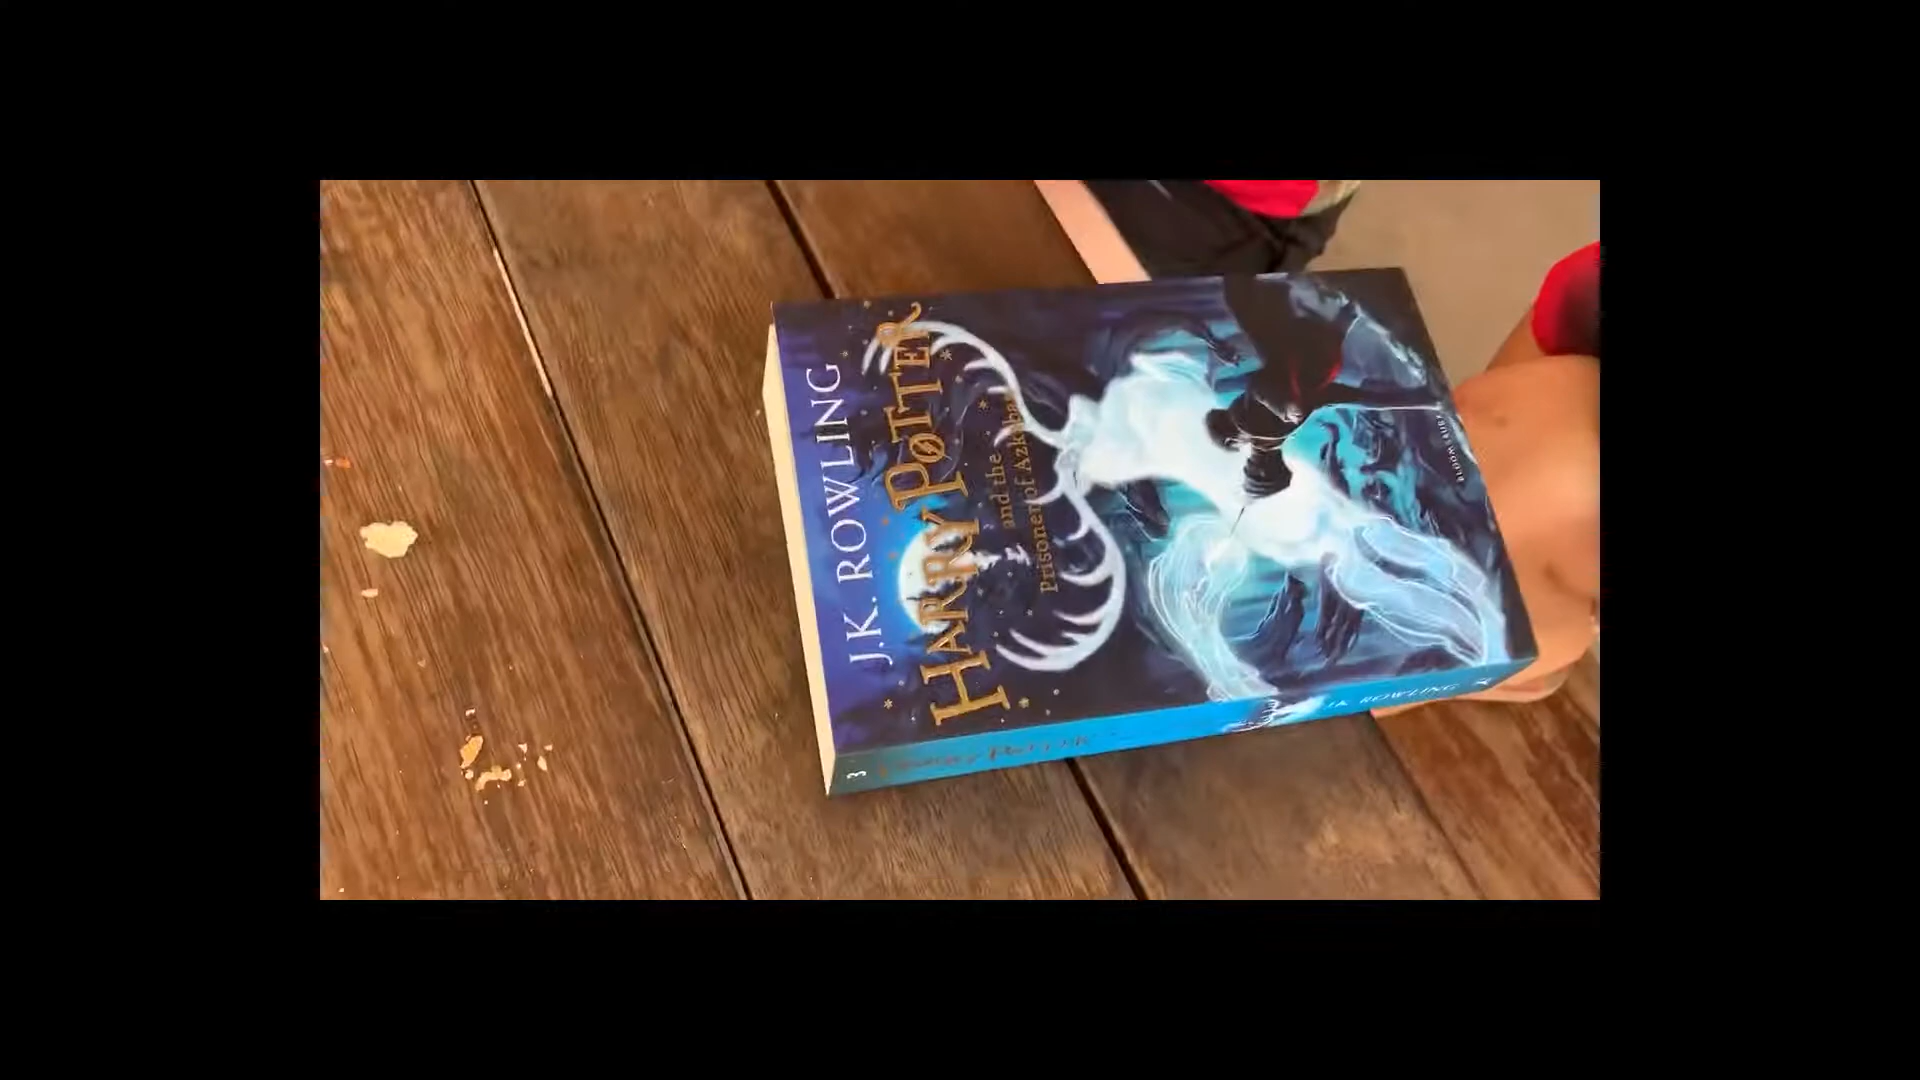 J.K. ROWLING
HARRY POTTER
and the
Prisoner of Azkaban
BLOOMSBURY
3
HARRY POTTER
J.K. ROWLING